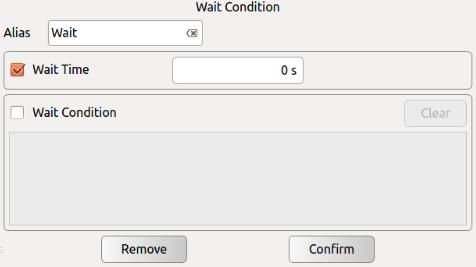 Wait Condition
Alias Wait
Wait Time 0 s
Wait Condition Clear
Remove Confirm